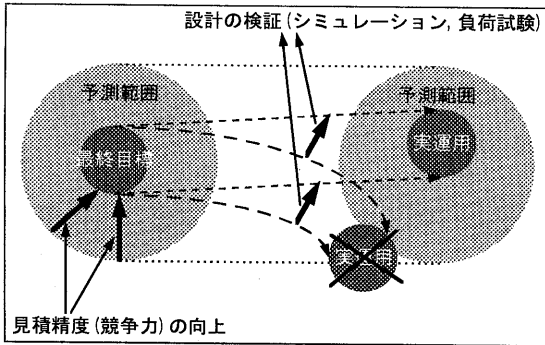 設計の検証(シミュレーション, 負荷試験)
予測範囲
予測範囲
最終目標
実運用
実運用
見積精度(競争力)の向上